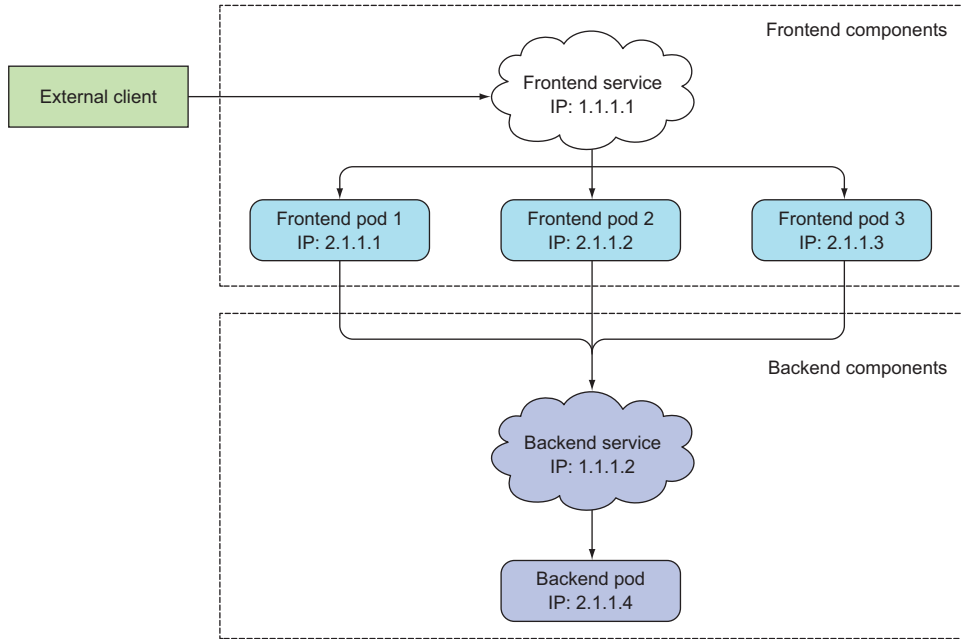 Frontend components
External client
Frontend service
IP: 1.1.1.1
Frontend pod 1
IP: 2.1.1.1
Frontend pod 2
IP: 2.1.1.2
Frontend pod 3
IP: 2.1.1.3
Backend components
Backend service
IP: 1.1.1.2
Backend pod
IP: 2.1.1.4